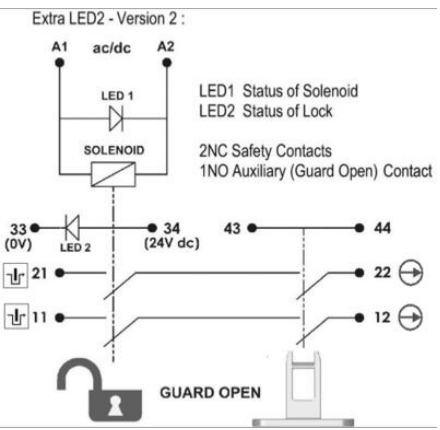 Extra LED2 - Version 2 :
A1 ac/dc A2
LED 1
LED1 Status of Solenoid
LED2 Status of Lock
SOLENOID
2NC Safety Contacts
1NO Auxiliary (Guard Open) Contact
33 34 43 44
(0V) LED 2 (24V dc)
21 22
11 12
GUARD OPEN